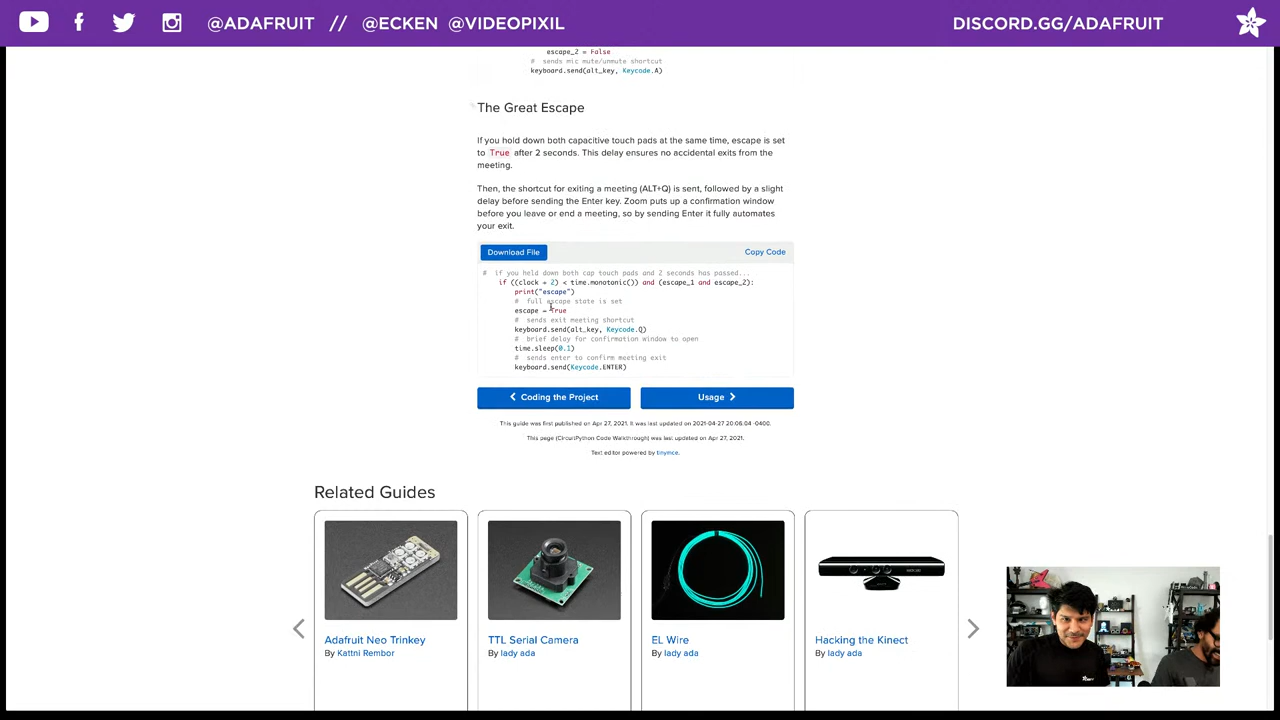 @ADAFRUIT // @ECKEN @VIDEOPIXIL
DISCORD.GG/ADAFRUIT
escape_2 = False
# sends mic mute/unmute shortcut
keyboard.send(alt_key, Keycode.A)
The Great Escape
If you hold down both capacitive touch pads at the same time, escape is set
to True after 2 seconds. This delay ensures no accidental exits from the
meeting.
Then, the shortcut for exiting a meeting (ALT+Q) is sent, followed by a slight
delay before sending the Enter key. Zoom puts up a confirmation window
before you leave or end a meeting, so by sending Enter it fully automates
your exit.
Download File
Copy Code
# if you hold down both cap touch pads and 2 seconds has passed...
if ((clock + 2) < time.monotonic()) and (escape_1 and escape_2):
print("escape")
# full escape state is set
escape = True
# sends exit meeting shortcut
keyboard.send(alt_key, Keycode.Q)
# brief delay for confirmation window to open
time.sleep(0.1)
# sends enter to confirm meeting exit
keyboard.send(Keycode.ENTER)
Coding the Project
Usage
This guide was first published on Apr 27, 2021. It was last updated on 2021-04-27 20:06:04 -0400.
This page (CircuitPython Code Walkthrough) was last updated on Apr 27, 2021.
Text editor powered by tinymce.
Related Guides
Adafruit Neo Trinkey
By Kattni Rembor
TTL Serial Camera
By lady ada
EL Wire
By lady ada
Hacking the Kinect
By lady ada